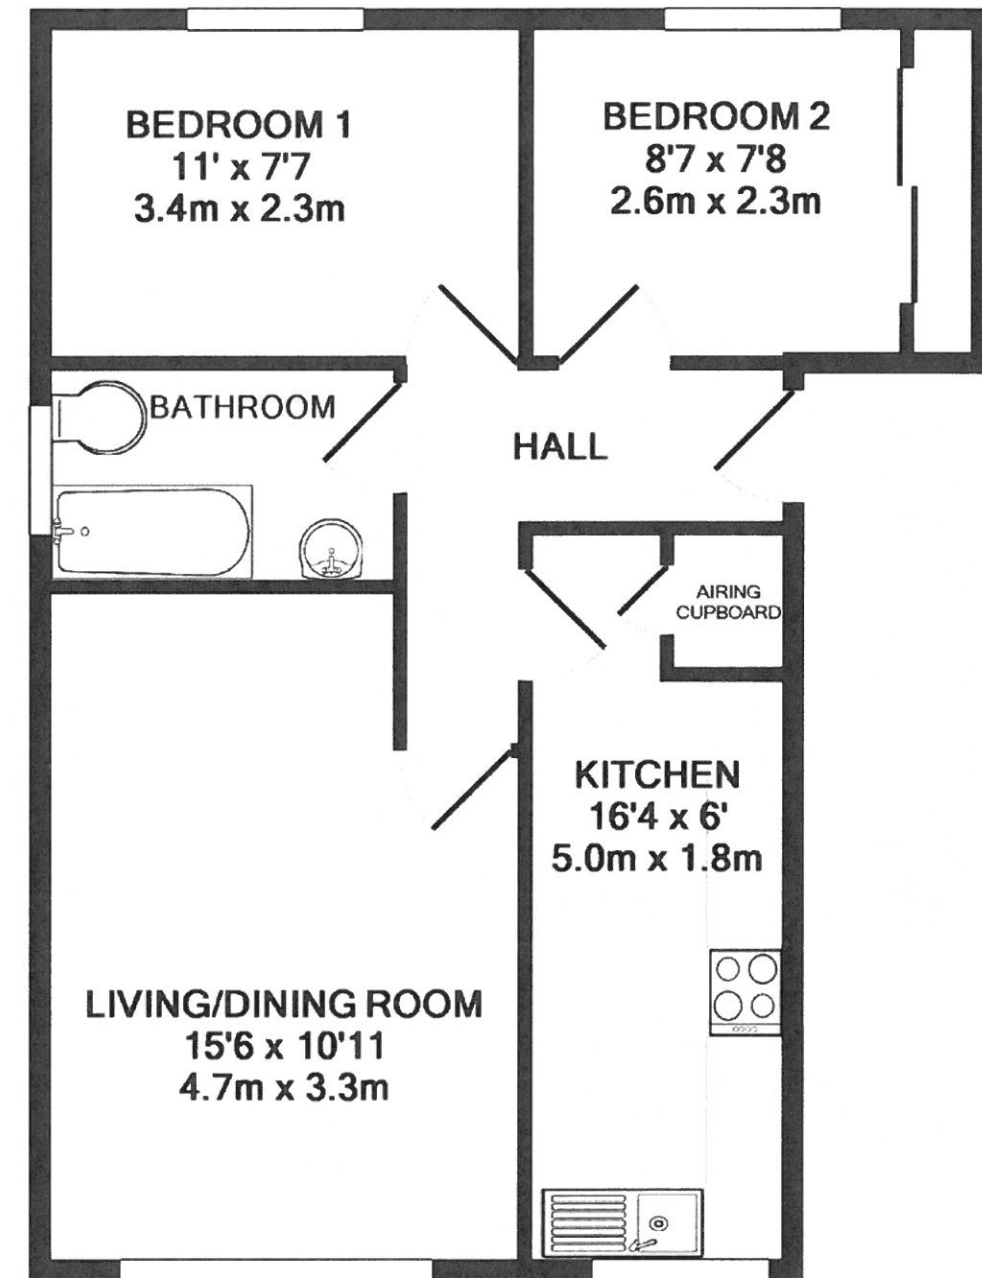 BEDROOM 1
11' x 7'7
3.4m x 2.3m
BEDROOM 2
8'7 x 7'8
2.6m x 2.3m
BATHROOM
HALL
AIRING
CUPBOARD
KITCHEN
16'4 x 6'
5.0m x 1.8m
LIVING/DINING ROOM
15'6 x 10'11
4.7m x 3.3m